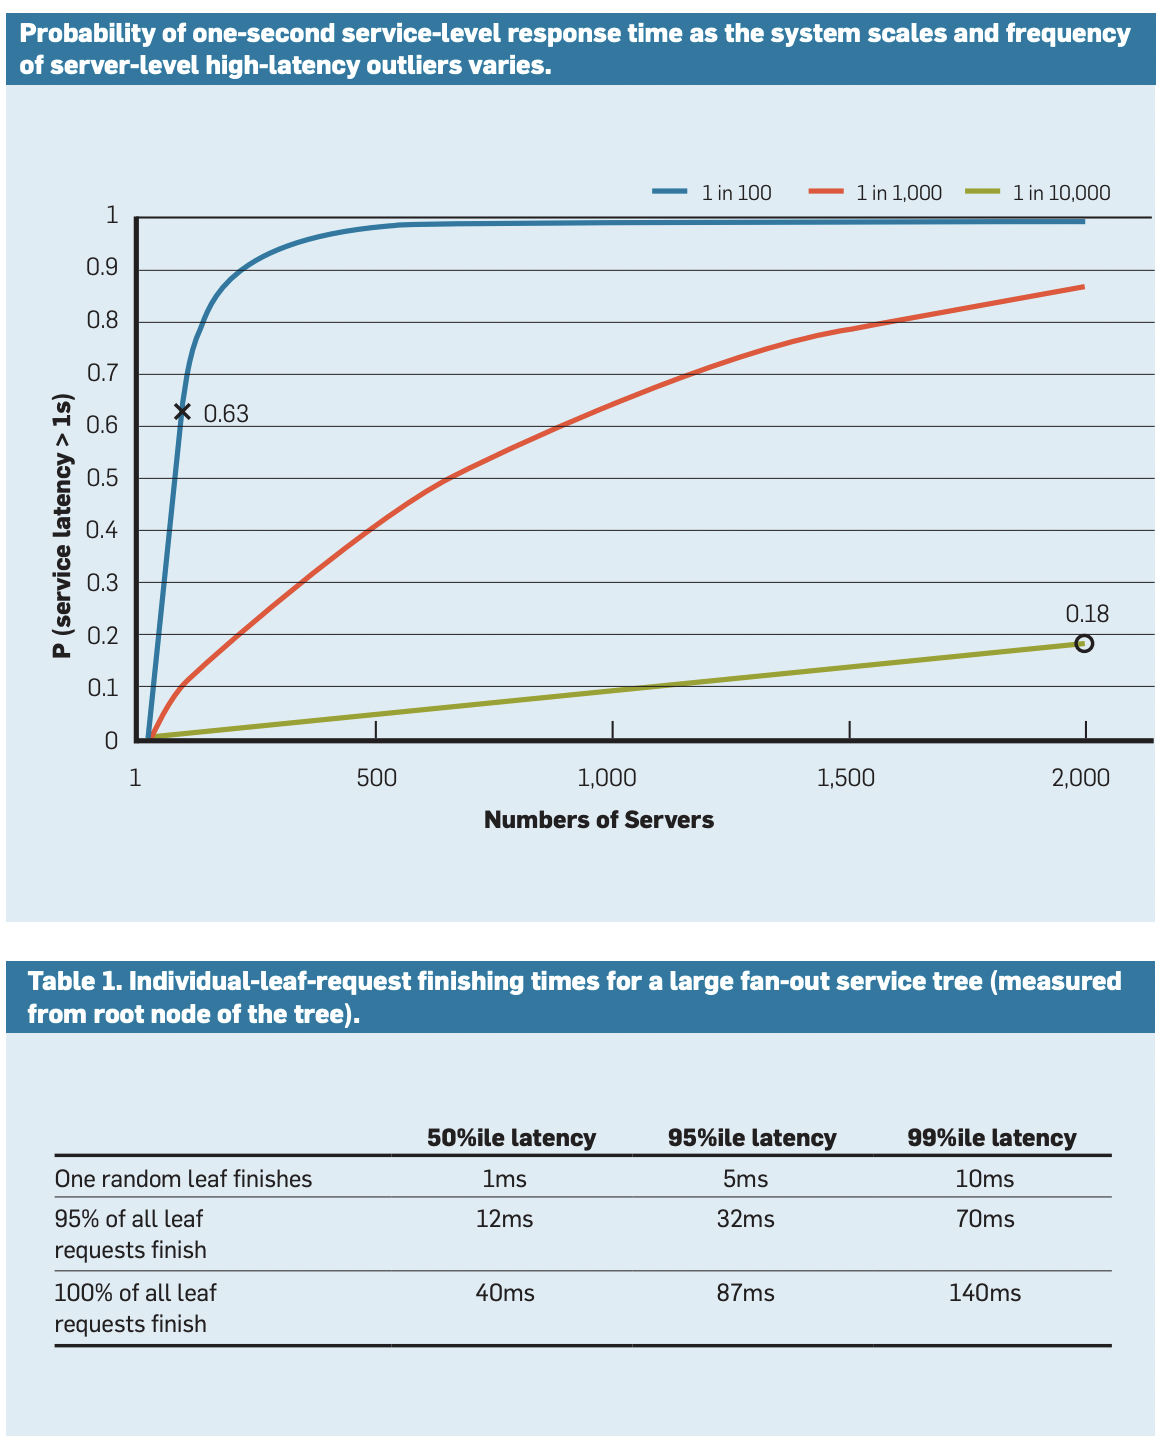 Probability of one-second service-level response time as the system scales and frequency
of server-level high-latency outliers varies.
1 in 100 1 in 1,000 1 in 10,000
1
0.9
0.8
0.7
0.6
0.5
0.4
0.3
0.2
0.1
0
P (service latency > 1s)
0.63
0.18
1 500 1,000 1,500 2,000
Numbers of Servers
Table 1. Individual-leaf-request finishing times for a large fan-out service tree (measured
from root node of the tree).
50%ile latency 95%ile latency 99%ile latency
One random leaf finishes 1ms 5ms 10ms
95% of all leaf 12ms 32ms 70ms
requests finish
100% of all leaf 40ms 87ms 140ms
requests finish